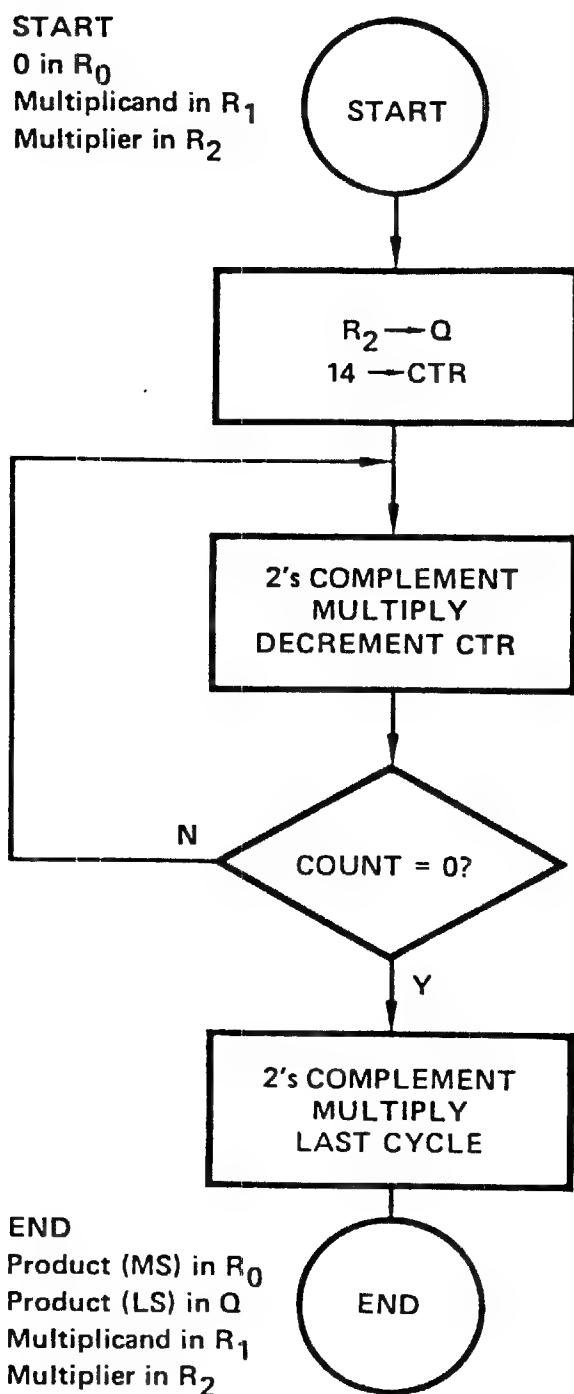 START
0 in R0
Multiplicand in R1
Multiplier in R2
START
R2 → Q
14 → CTR
2's COMPLEMENT
MULTIPLY
DECREMENT CTR
N
COUNT = 0?
Y
2's COMPLEMENT
MULTIPLY
LAST CYCLE
END
Product (MS) in R0
Product (LS) in Q
Multiplicand in R1
Multiplier in R2
END